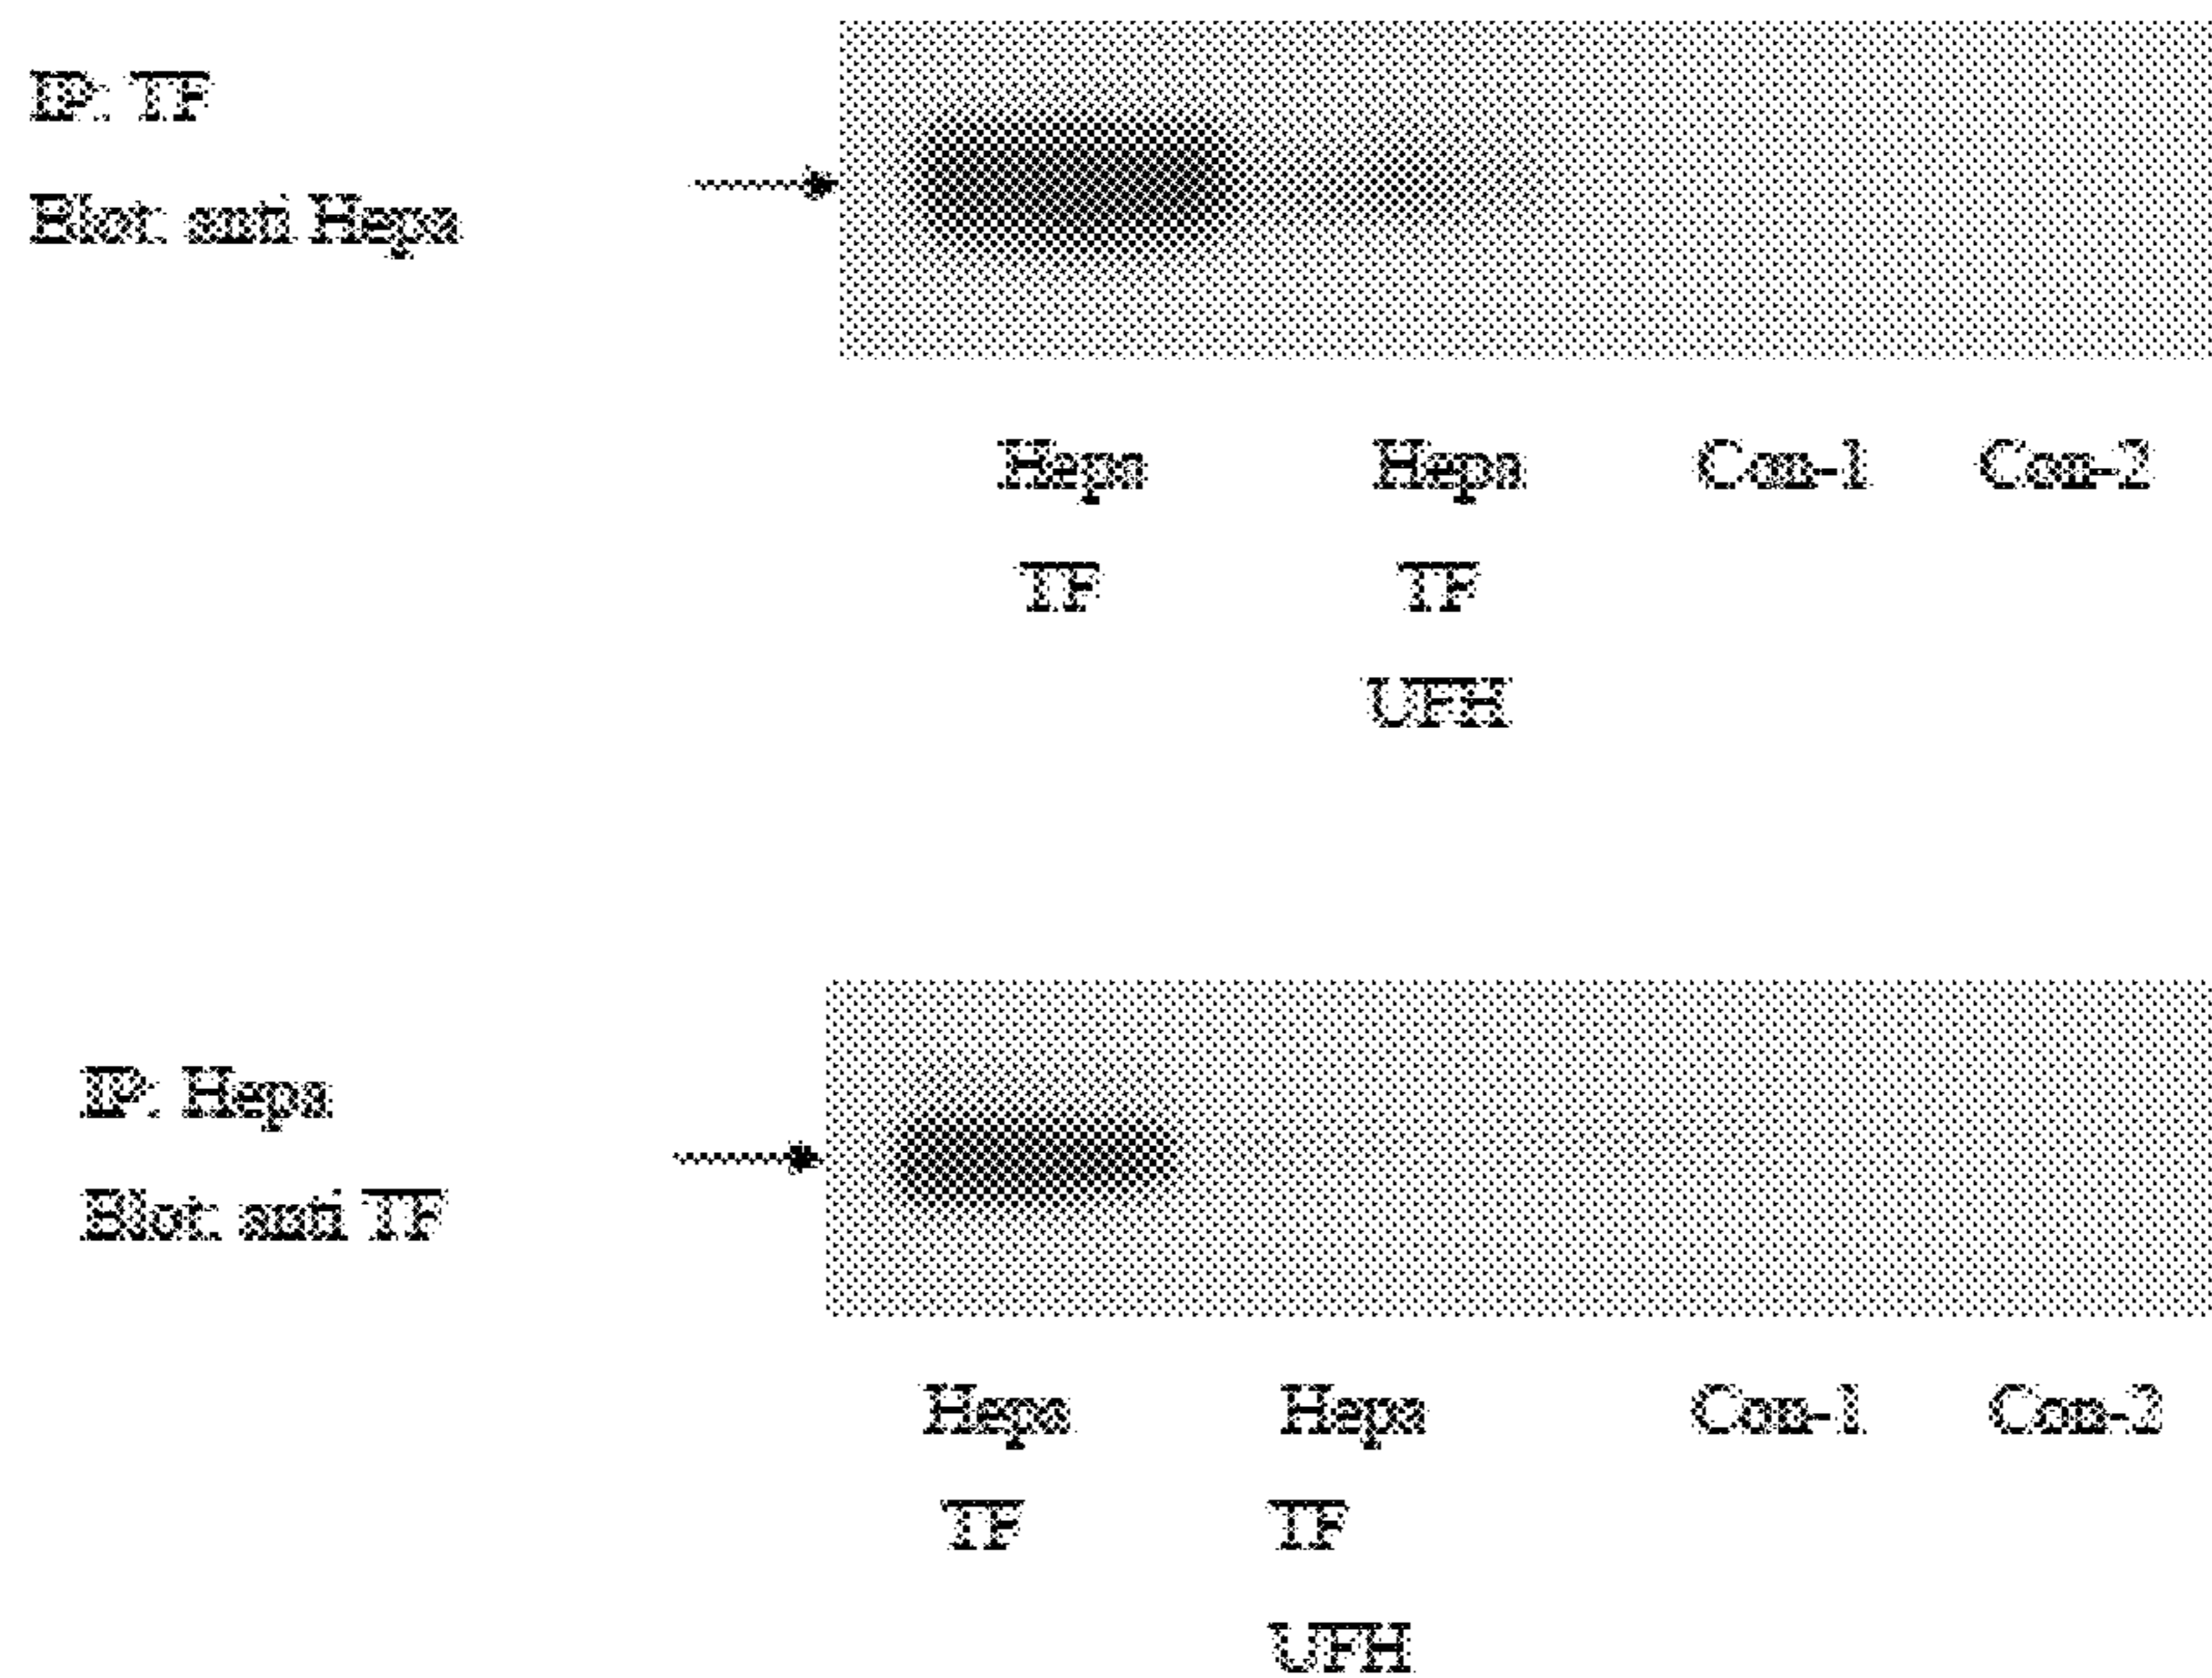 IP: TF
Blot: anti Hepa
Hepa Hepa Con-1 Con-2
TF TF
UFH
IP: Hepa
Blot: anti TF
Hepa Hepa Con-1 Con-2
TF TF
UFH